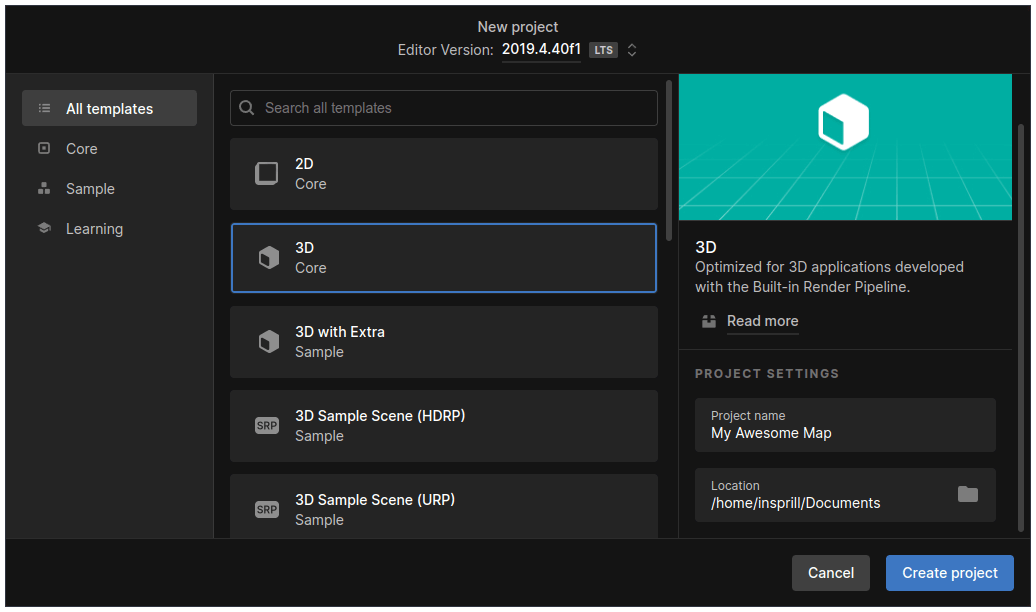 New project
Editor Version: 2019.4.40f1 LTS
All templates
Core
Sample
Learning
Search all templates
2D
Core
3D
Core
3D with Extra
Sample
SRP
3D Sample Scene (HDRP)
Sample
SRP
3D Sample Scene (URP)
Sample
3D
Optimized for 3D applications developed
with the Built-in Render Pipeline.
Read more
PROJECT SETTINGS
Project name
My Awesome Map
Location
/home/insprill/Documents
Cancel
Create project